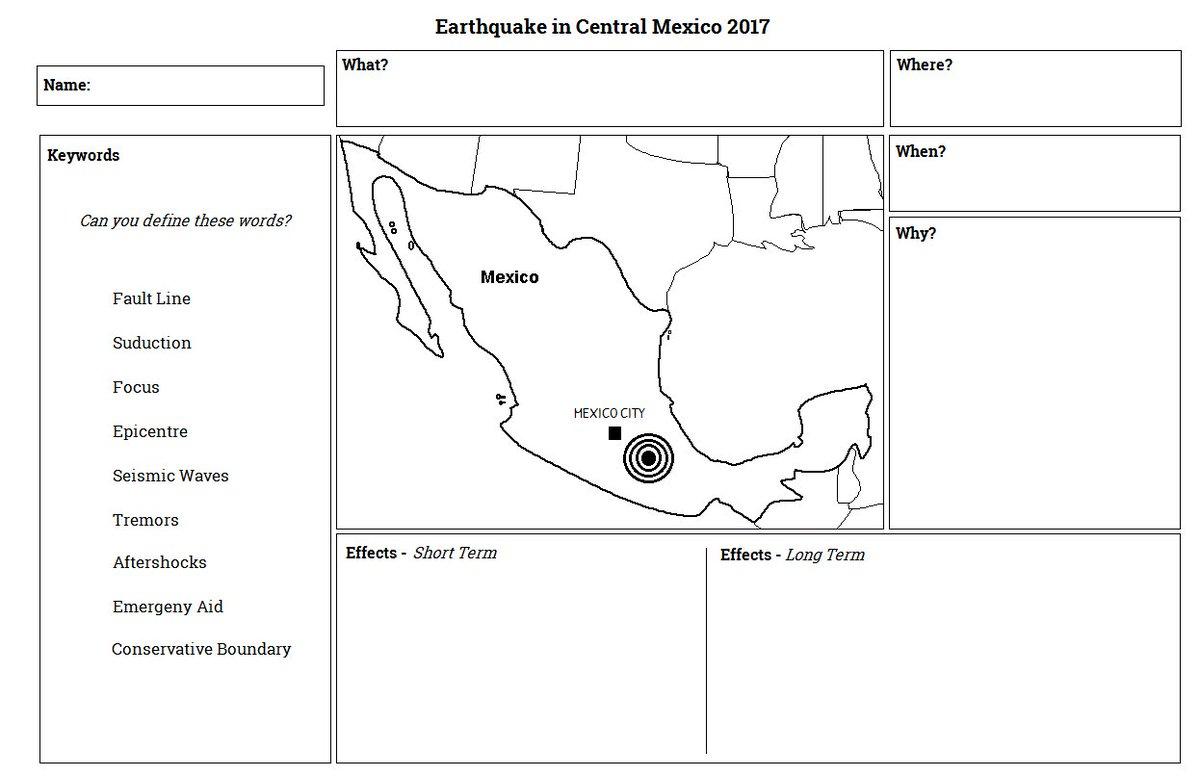 Earthquake in Central Mexico 2017
Name:
What?
Where?
Keywords
Can you define these words?
Fault Line
Suduction
Focus
Epicentre
Seismic Waves
Tremors
Aftershocks
Emergeny Aid
Conservative Boundary
Mexico
MEXICO CITY
When?
Why?
Effects - Short Term
Effects - Long Term